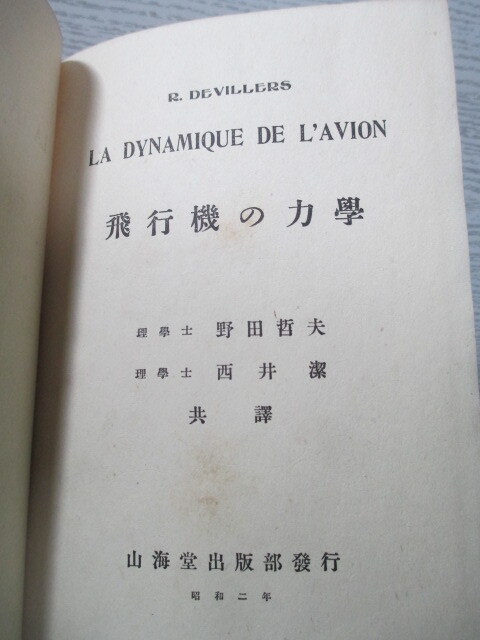 R. DEVILLERS
LA DYNAMIQUE DE L'AVION
飛行機の力學
理學士 野田哲夫
理學士 西井潔
共譯
山海堂出版部發行
昭和二年